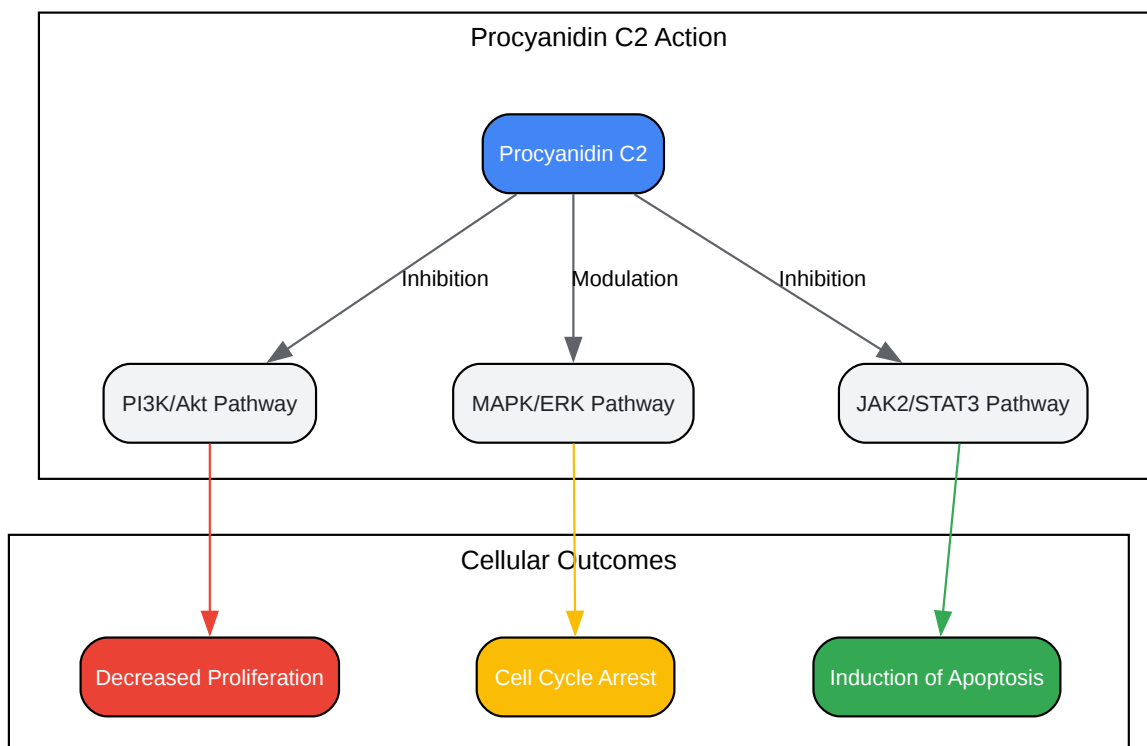 Procyanidin C2 Action
Procyanidin C2
Inhibition
Modulation
Inhibition
PI3K/Akt Pathway
MAPK/ERK Pathway
JAK2/STAT3 Pathway
Cellular Outcomes
Decreased Proliferation
Cell Cycle Arrest
Induction of Apoptosis